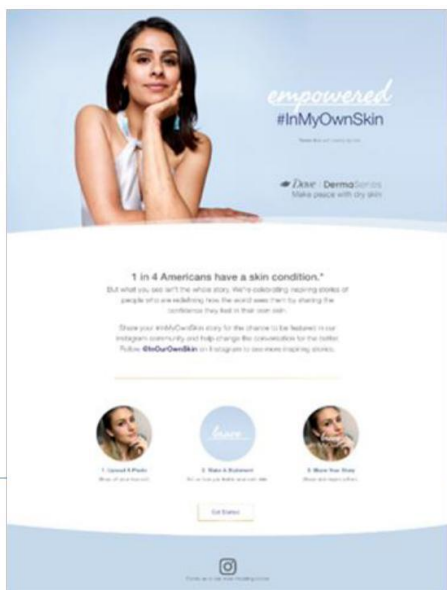 empowered
#InMyOwnSkin
Dove | DermaSeries
Make peace with dry skin
1 in 4 Americans have a skin condition.*
But what you see isn't the whole story. We're celebrating inspiring stories of
people who are redefining how the world sees them by sharing the
confidence they feel in their own skin.
Share your #InMyOwnSkin story for the chance to be featured in our
Instagram community and help change the conversation for the better.
Follow @InOurOwnSkin on Instagram to see more inspiring stories.
1. Upload A Photo
2. Make A Statement
3. Share Your Story
Get Started